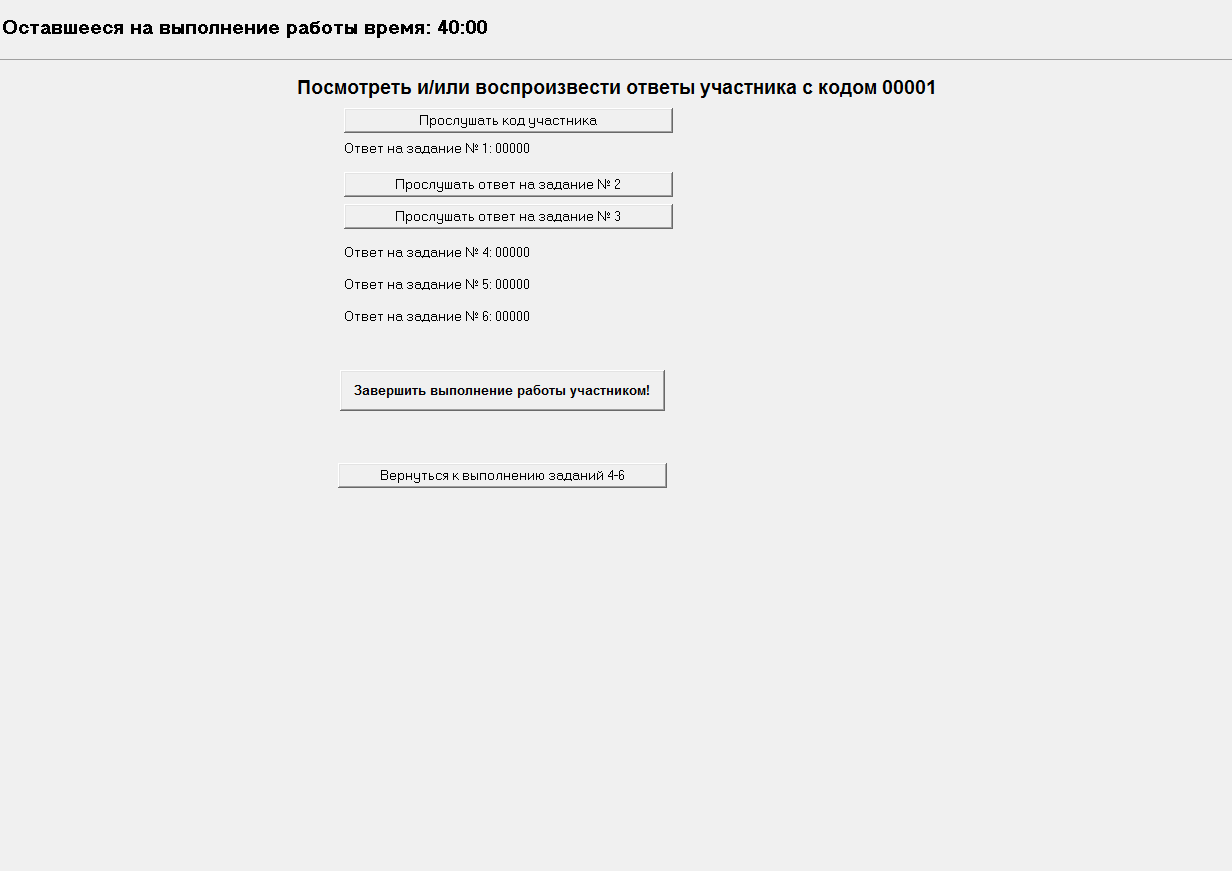 Оставшееся на выполнение работы время: 40:00
Посмотреть и/или воспроизвести ответы участника с кодом 00001
Прослушать код участника
Ответ на задание № 1: 00000
Прослушать ответ на задание № 2
Прослушать ответ на задание № 3
Ответ на задание № 4: 00000
Ответ на задание № 5: 00000
Ответ на задание № 6: 00000
Завершить выполнение работы участником!
Вернуться к выполнению заданий 4-6